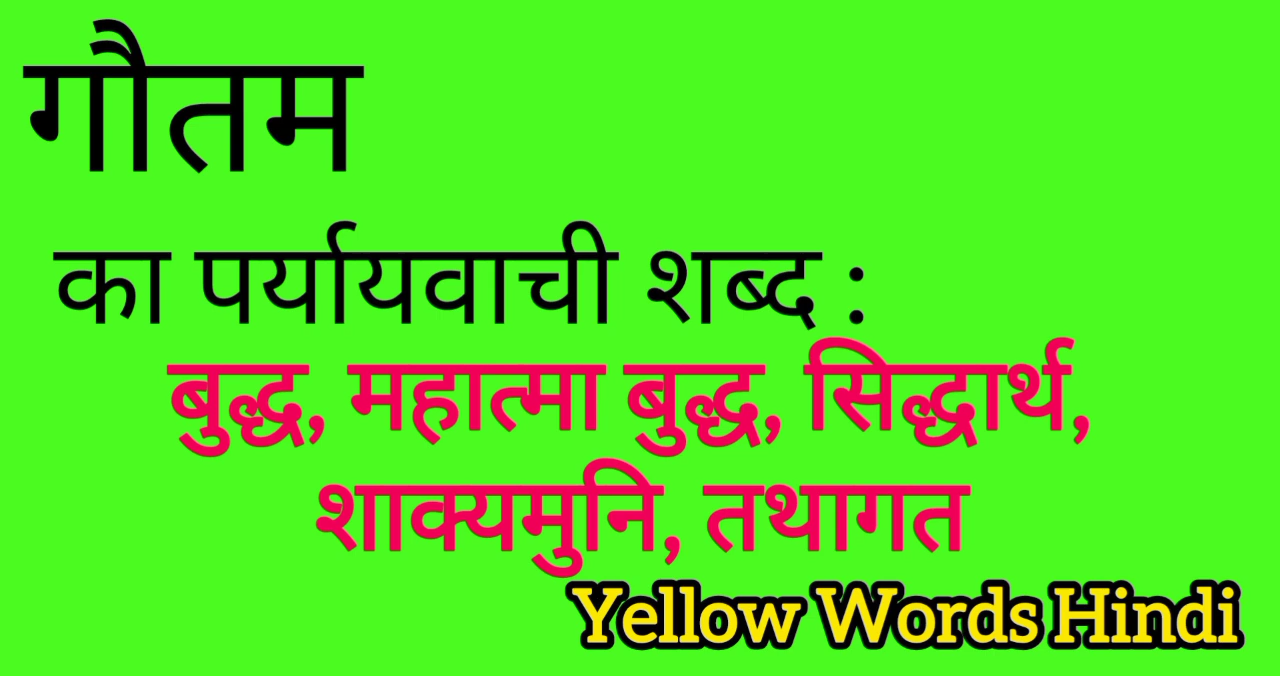 गौतम
का पर्यायवाची शब्द :
बुद्ध, महात्मा बुद्ध, सिद्धार्थ,
शाक्यमुनि, तथागत
Yellow Words Hindi